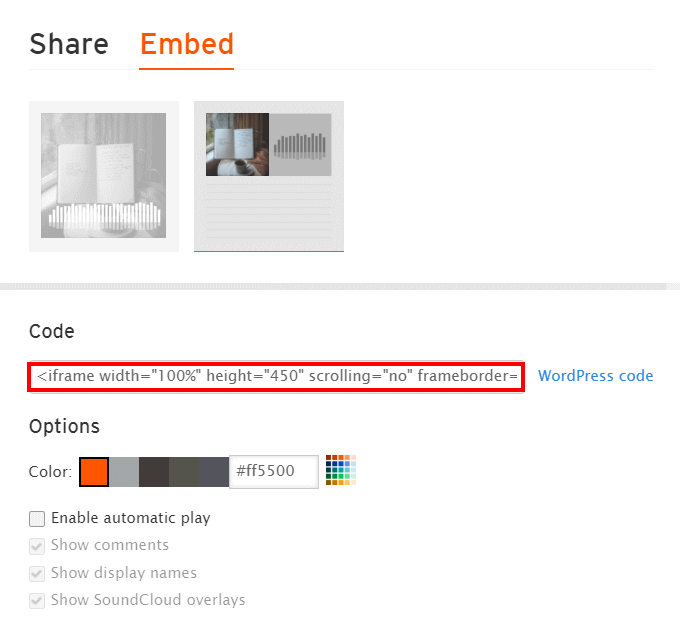 Share Embed
Code
<iframe width="100%" height="450" scrolling="no" frameborder= WordPress code
Options
Color: #ff5500
Enable automatic play
Show comments
Show display names
Show SoundCloud overlays